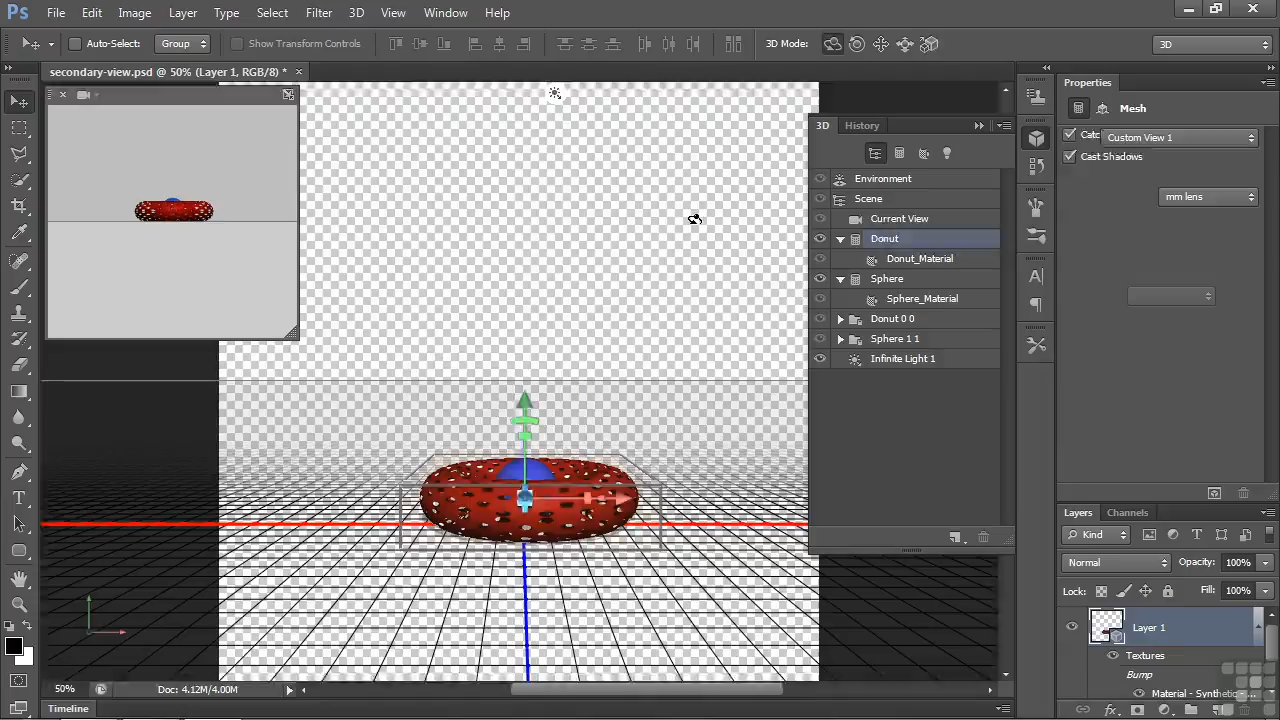 Ps File Edit Image Layer Type Select Filter 3D View Window Help
Auto-Select: Group Show Transform Controls 3D Mode: 3D
secondary-view.psd @ 50% (Layer 1, RGB/8) *
Properties
3D History
Mesh
Custom View 1
Cast Shadows
Environment
Scene
mm lens
Current View
Donut
Donut_Material
Sphere
Sphere_Material
Donut 0 0
Sphere 1 1
Infinite Light 1
Layers Channels
Kind
Normal Opacity: 100%
Lock: Fill: 100%
Layer 1
Textures
Bump
Material - Synthetic -...
50% Doc: 4.12M/4.00M
Timeline